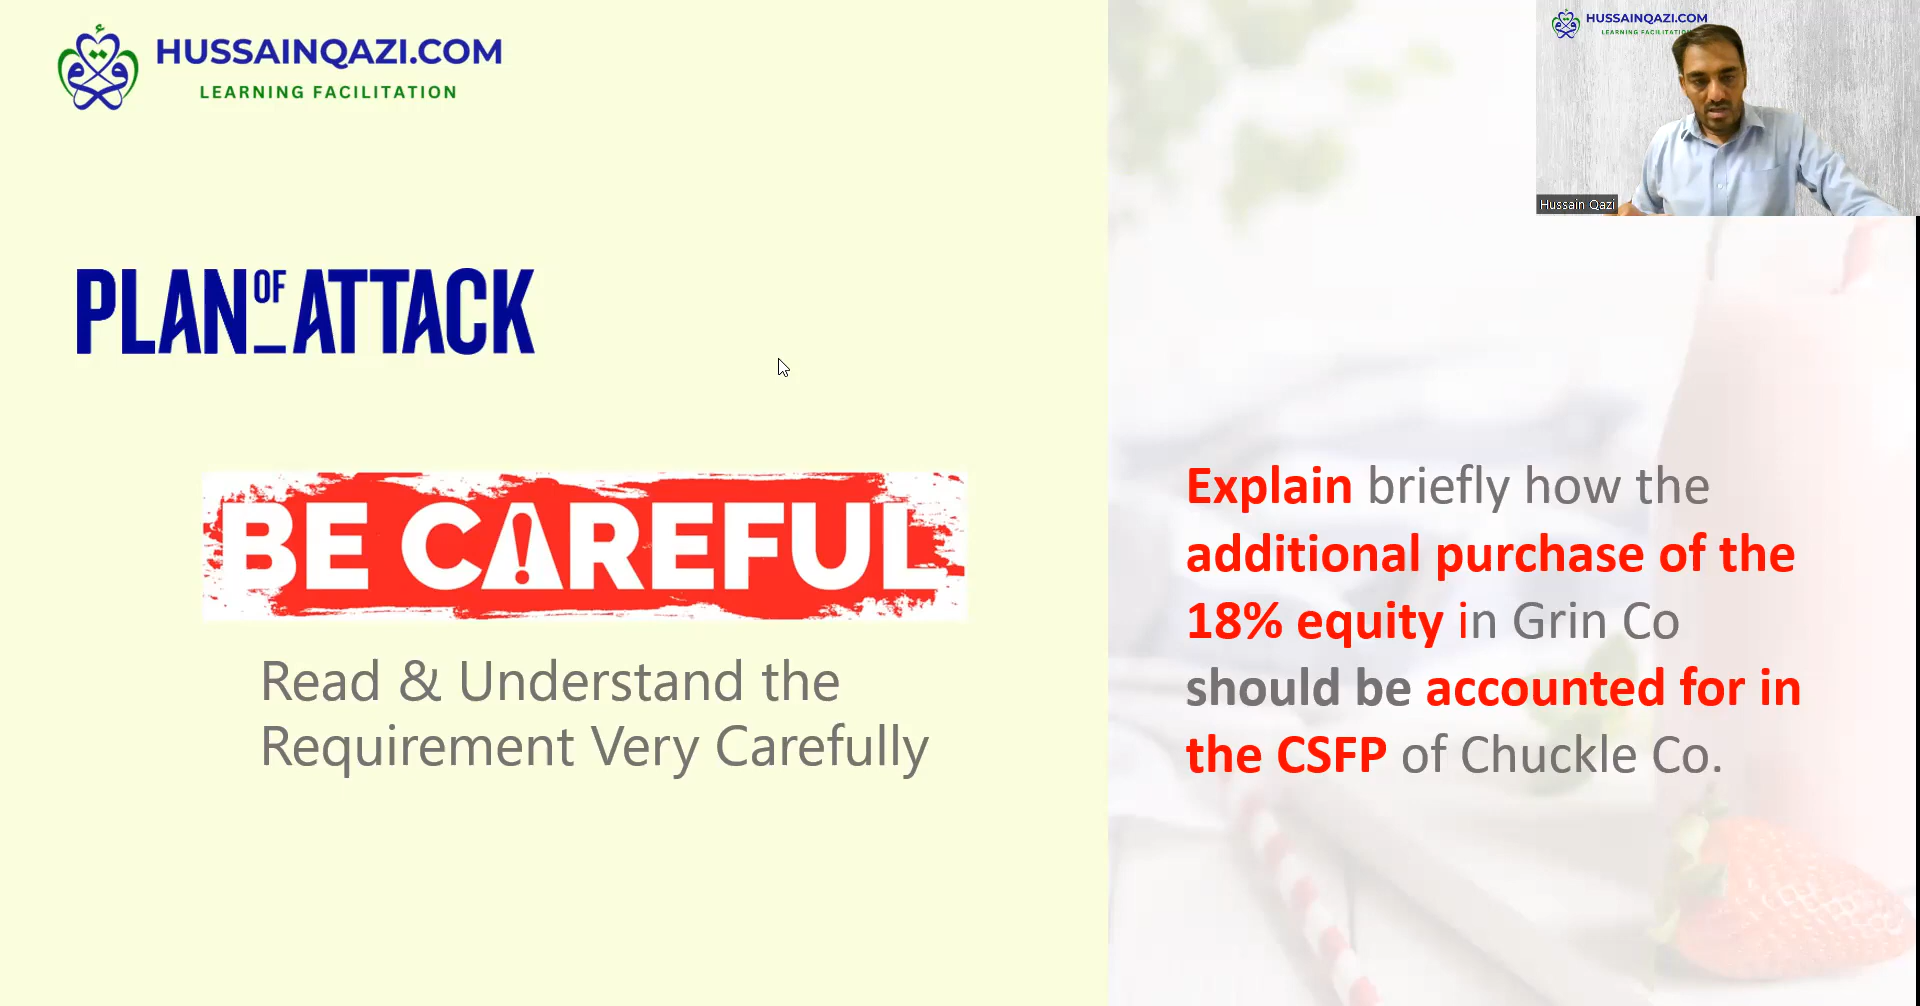 HUSSAINQAZI.COM
LEARNING FACILITATION
PLAN OF ATTACK
BE CAREFUL
Read & Understand the
Requirement Very Carefully
HUSSAINQAZI.COM
LEARNING FACILITATION
Hussain Qazi
Explain briefly how the
additional purchase of the
18% equity in Grin Co
should be accounted for in
the CSFP of Chuckle Co.